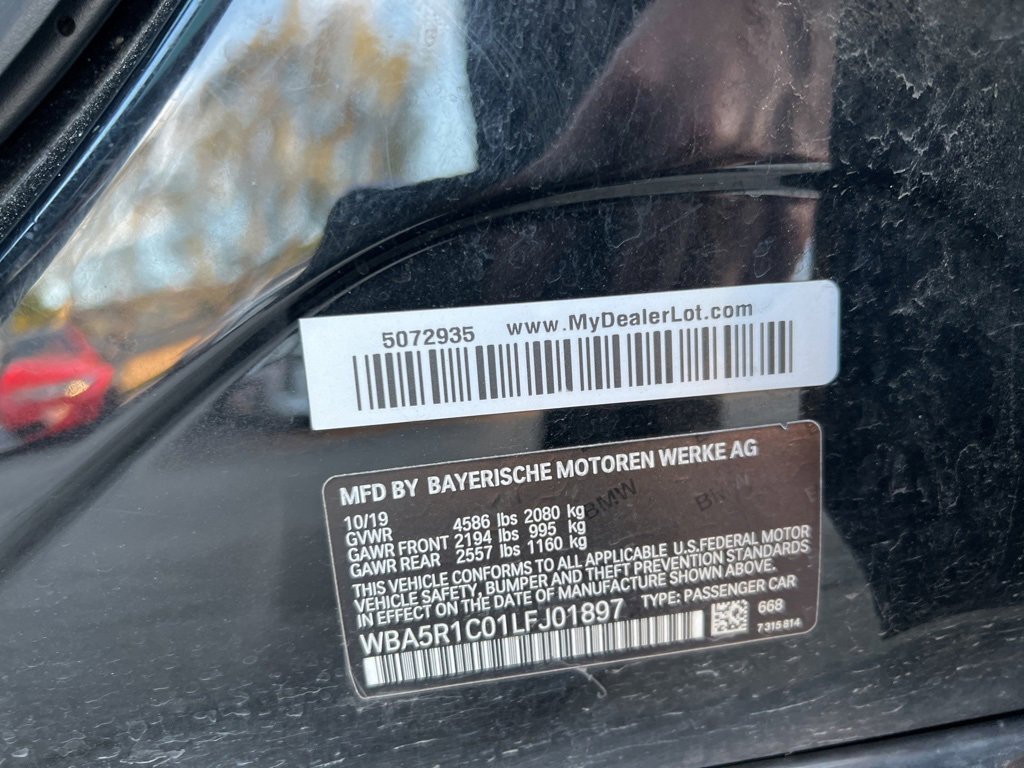 5072935 www.MyDealerLot.com
MFD BY BAYERISCHE MOTOREN WERKE AG
BMW BMW
10/19
GVWR 4586 lbs 2080 kg
GAWR FRONT 2194 lbs 995 kg
GAWR REAR 2557 lbs 1160 kg
THIS VEHICLE CONFORMS TO ALL APPLICABLE U.S.FEDERAL MOTOR
VEHICLE SAFETY, BUMPER AND THEFT PREVENTION STANDARDS
IN EFFECT ON THE DATE OF MANUFACTURE SHOWN ABOVE.
WBA5R1C01LFJ01897 TYPE: PASSENGER CAR
668
7 315 814